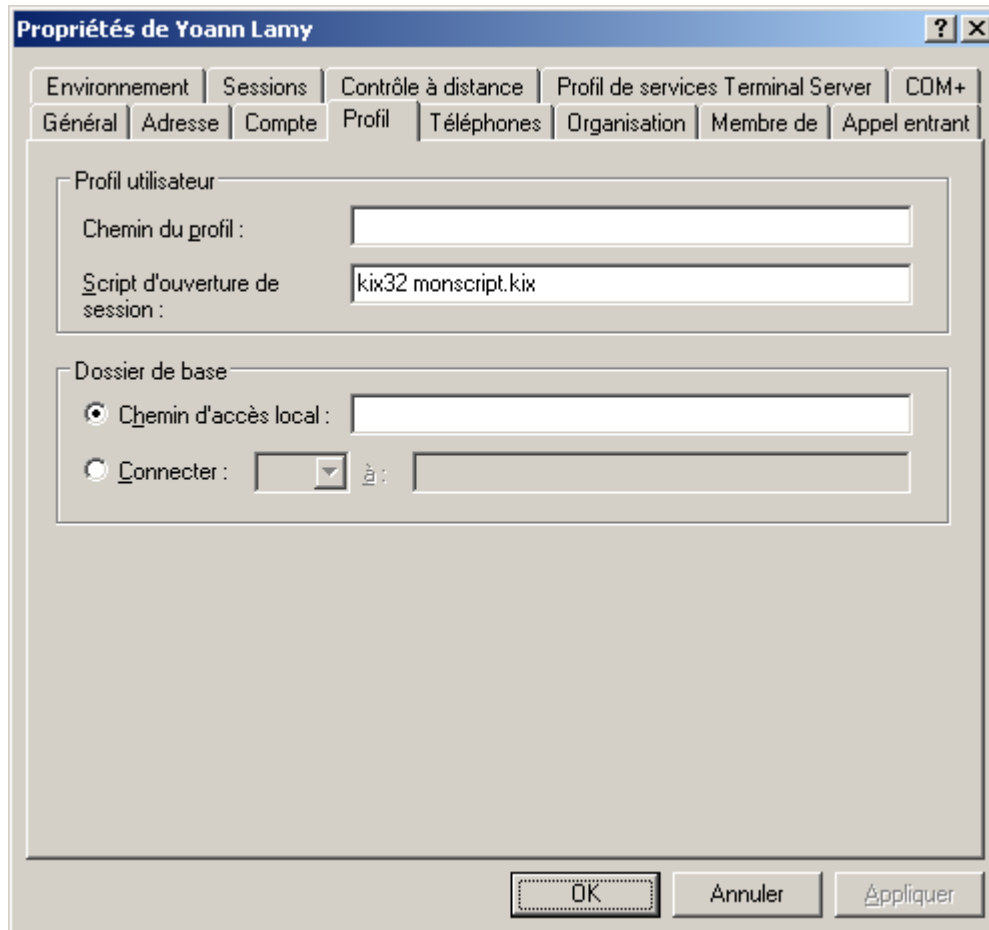 Propriétés de Yoann Lamy
Environnement Sessions Contrôle à distance Profil de services Terminal Server COM+
Général Adresse Compte Profil Téléphones Organisation Membre de Appel entrant
Profil utilisateur
Chemin du profil :
Script d'ouverture de
session :
kix32 monscript.kix
Dossier de base
Chemin d'accès local :
Connecter : à :
OK Annuler Appliquer